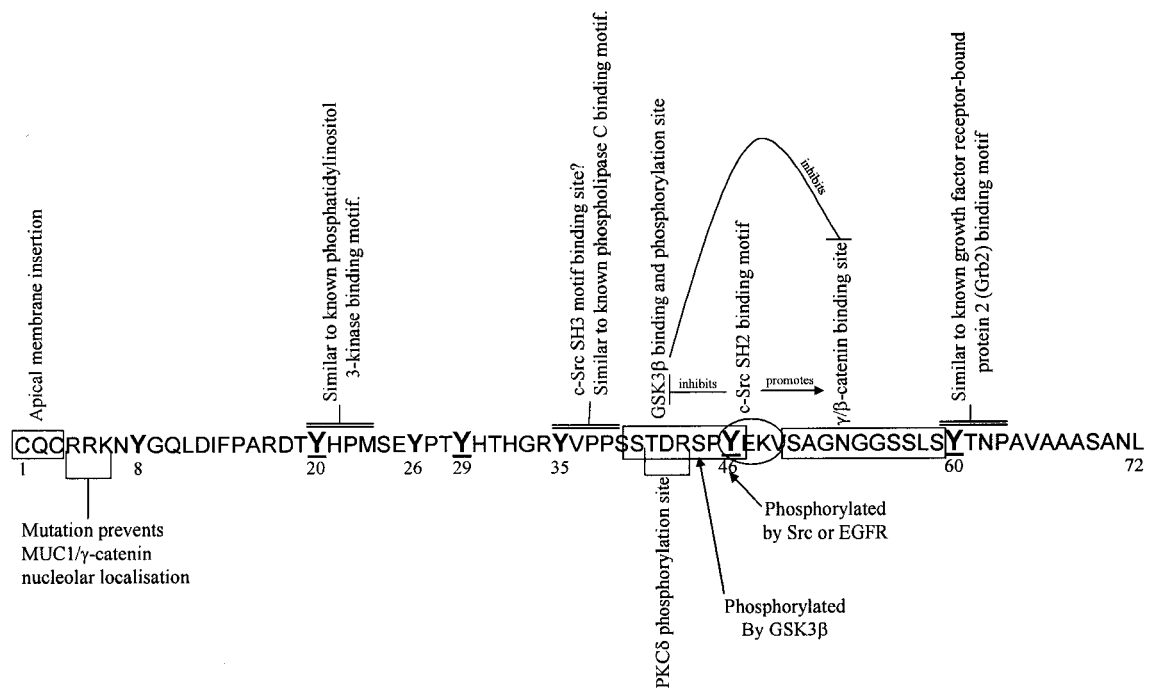 Apical membrane insertion
Similar to known phosphatidylinositol
3-kinase binding motif.
c-Src SH3 motif binding site?
Similar to known pholipase C binding motif.
GSK3β binding and phosphorylation site
c-Src SH2 binding motif
γ/β-catenin binding site
Similar to known growth factor receptor-bound
protein 2 (Grb2) binding motif
inhibits
inhibits
promotes
CQCRRKNYGQLDIFPARDTYHPMSEYPTYHTHGRYVPPSSTDRSPYEKVSAGNGGSSLSYTNPAVAAASANL
1 8 20 26 29 35 46 60 72
Mutation prevents
MUC1/γ-catenin
nucleolar localisation
PKCδ phosphorylation site
Phosphorylated
by Src or EGFR
Phosphorylated
By GSK3β